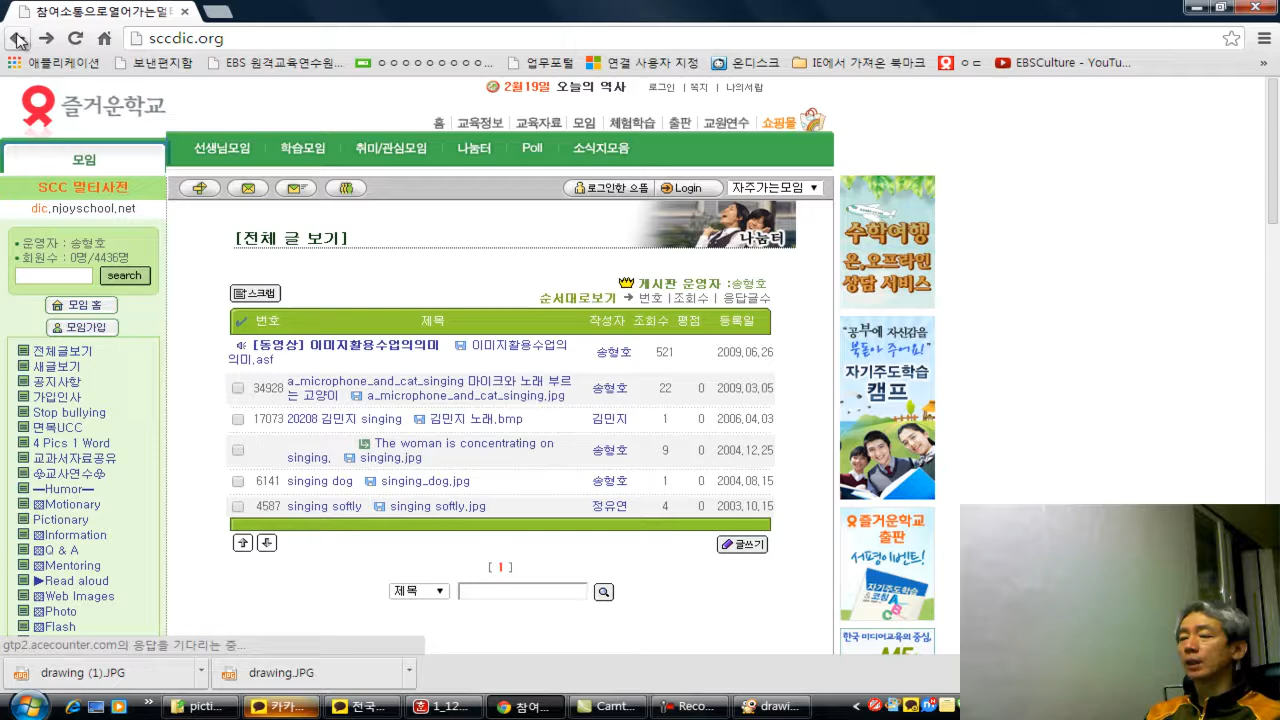 참여소통으로열어가는멀티
sccdic.org
애플리케이션 보낸편지함 EBS 원격교육연수원... ㅇㅇㅇㅇㅇㅇㅇㅇㅇ... 업무포털 연결 사용자 지정 온디스크 IE에서 가져온 북마크 ㅇㄷ EBSCulture - YouTu... »
2월19일 오늘의 역사 로그인 | 쪽지 | 나의서랍
즐거운학교
홈 교육정보 교육자료 모임 체험학습 출판 교원연수 쇼핑몰
모임
선생님모임 학습모임 취미/관심모임 나눔터 Poll 소식지모음
SCC 멀티사전
dic.njoyschool.net
로그인한 으뜸 Login 자주가는모임 ▼
[전체 글 보기]
나눔터
운영자 : 송형호
회원수 : 0명/4436명
search
모임 홈
모임가입
게시판 운영자 :송형호
스크랩
순서대로보기 → 번호 |조회수 | 응답글수
번호 제목 작성자 조회수 평점 등록일
[동영상] 이미지활용수업의의미 이미지활용수업의
의미.asf 송형호 521 2009,06,26
34928 a_microphone_and_cat_singing 마이크와 노래 부르
는 고양이 a_microphone_and_cat_singing.jpg 송형호 22 0 2009,03,05
17073 20208 김민지 singing 김민지 노래.bmp 김민지 1 0 2006,04,03
The woman is concentrating on
singing, singing.jpg 송형호 9 0 2004,12,25
6141 singing dog singing_dog.jpg 송형호 1 0 2004,08,15
4587 singing softly singing softly.jpg 정유연 4 0 2003,10,15
글쓰기
[ 1 ]
제목 ▼
전체글보기
새글보기
공지사항
가입인사
Stop bullying
면목UCC
4 Pics 1 Word
교과서자료공유
♧교사연수♧
━Humor━
▨Motionary
Pictionary
▨Information
▨Q & A
▨Mentoring
▶Read aloud
▨Web Images
▨Photo
▨Flash
수학여행
온,오프라인
상담 서비스
"공부에 자신감을
북돋아 주어요!"
자기주도학습
캠프
즐거운학교
출판
서평이벤트!
자기주도학습
한국 미디어교육의 중심,
gtp2.acecounter.com의 응답을 기다리는 중...
drawing (1).JPG
drawing.JPG
picti...
카카...
전국...
1_12...
참여...
Camt...
Reco...
drawi...